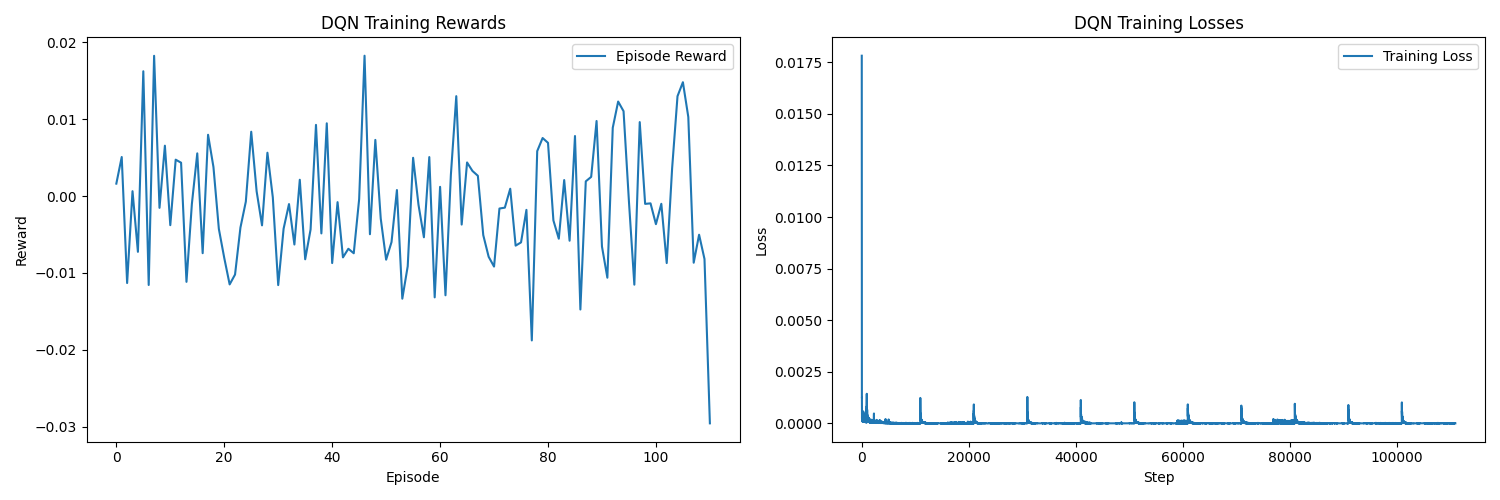 DQN Training Rewards
Episode Reward
0.02
0.01
0.00
−0.01
−0.02
−0.03
Reward
0 20 40 60 80 100
Episode
DQN Training Losses
Training Loss
0.0175
0.0150
0.0125
0.0100
0.0075
0.0050
0.0025
0.0000
Loss
0 20000 40000 60000 80000 100000
Step